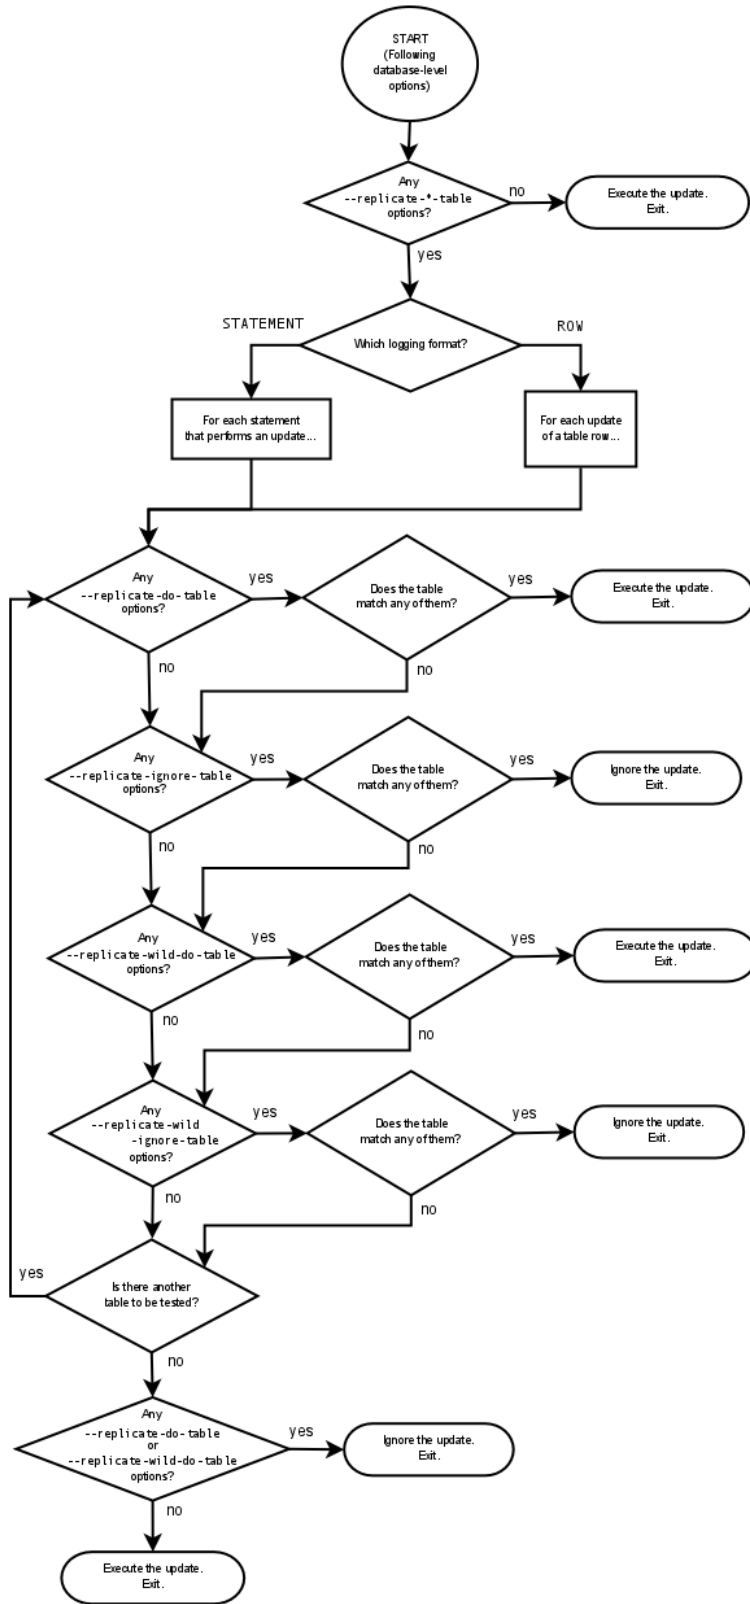 START
(Following
database-level
options)
Any
--replicate-*-table
options?
no
Execute the update.
Exit.
yes
STATEMENT
Which logging format?
ROW
For each statement
that performs an update...
For each update
of a table row...
Any
--replicate-do-table
options?
yes
Does the table
match any of them?
yes
Execute the update.
Exit.
no
no
Any
--replicate-ignore-table
options?
yes
Does the table
match any of them?
yes
Ignore the update.
Exit.
no
no
Any
--replicate-wild-do-table
options?
yes
Does the table
match any of them?
yes
Execute the update.
Exit.
no
no
Any
--replicate-wild
-ignore-table
options?
yes
Does the table
match any of them?
yes
Ignore the update.
Exit.
no
no
yes
Is there another
table to be tested?
no
Any
--replicate-do-table
or
--replicate-wild-do-table
options?
yes
Ignore the update.
Exit.
no
Execute the update.
Exit.